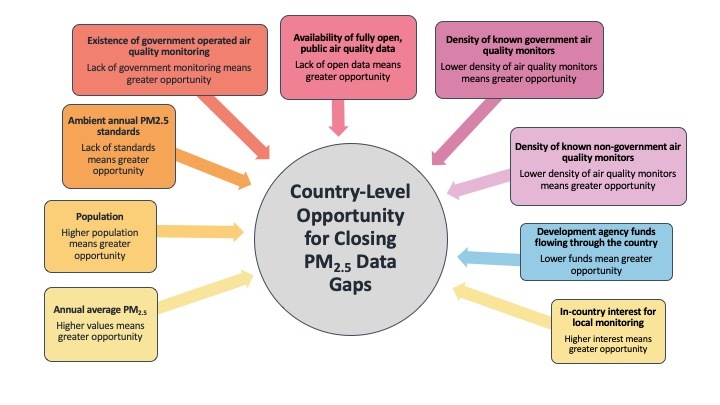 Existence of government operated air
quality monitoring
Lack of government monitoring means
greater opportunity
Availability of fully open,
public air quality data
Lack of open data means
greater opportunity
Density of known government air
quality monitors
Lower density of air quality monitors
means greater opportunity
Ambient annual PM2.5
standards
Lack of standards
means greater
opportunity
Density of known non-government air
quality monitors
Lower density of air quality monitors
means greater opportunity
Country-Level
Opportunity
for Closing
PM2.5 Data
Gaps
Population
Higher population
means greater
opportunity
Development agency funds
flowing through the country
Lower funds mean greater
opportunity
Annual average PM2.5
Higher values means
greater opportunity
In-country interest for
local monitoring
Higher interest means
greater opportunity